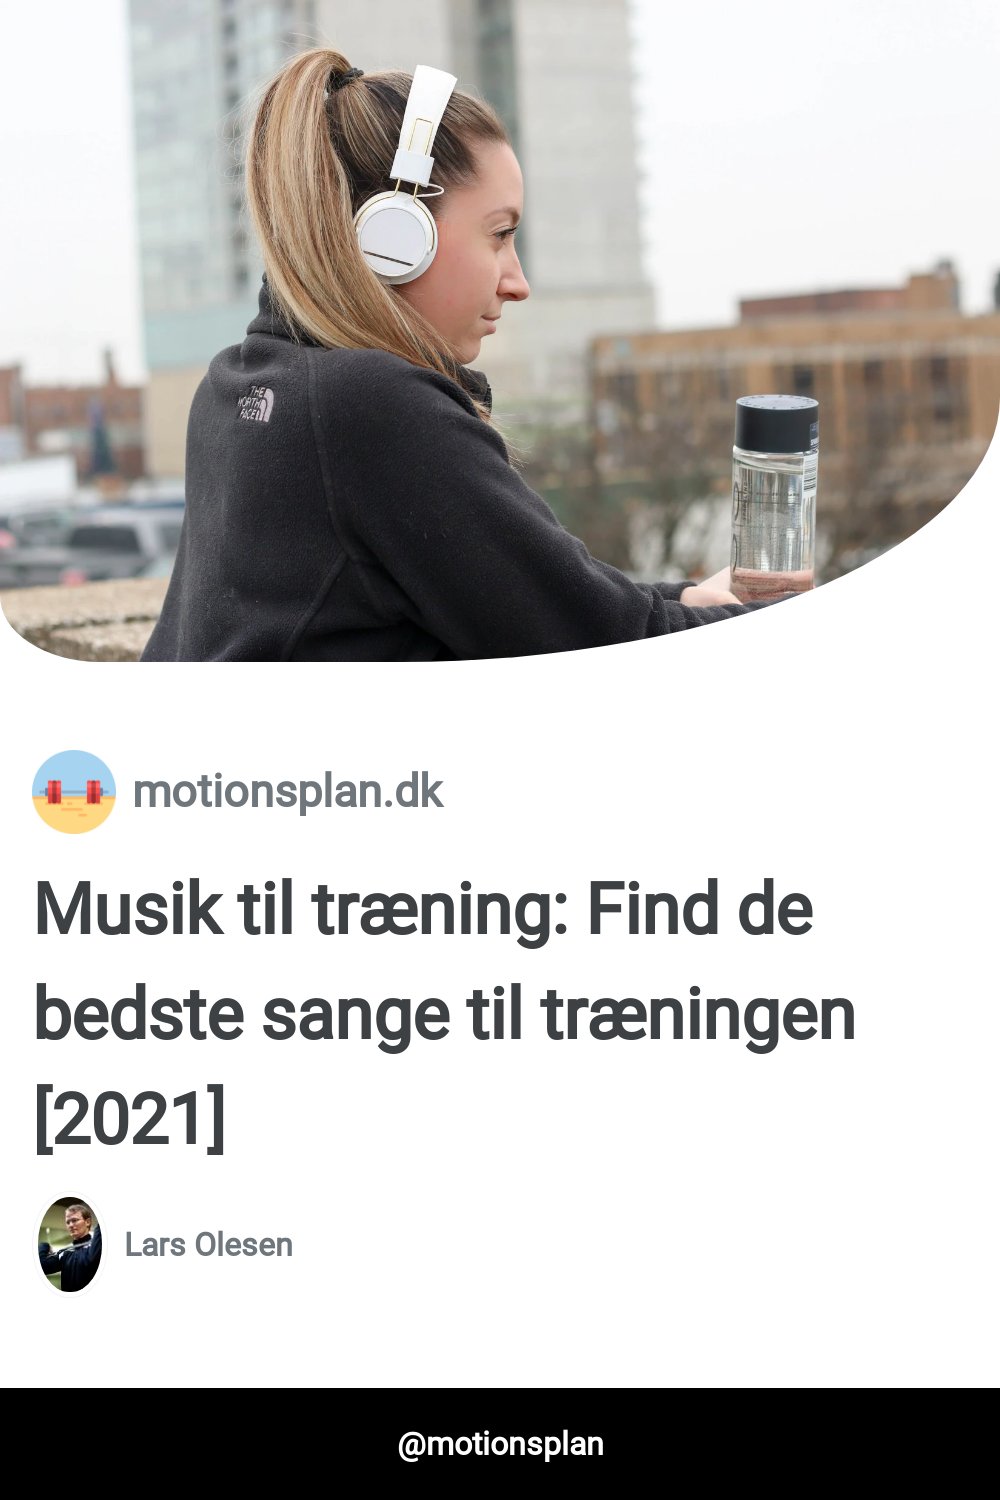 THE
NORTH
FACE
motionsplan.dk
Musik til træning: Find de
bedste sange til træningen
[2021]
Lars Olesen
@motionsplan